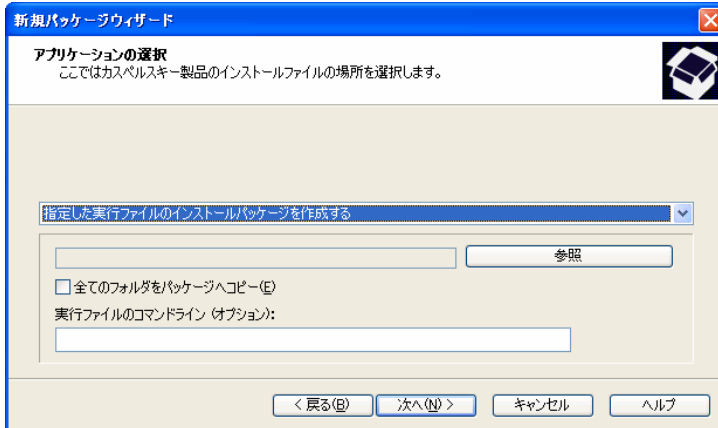 新規パッケージウィザード
アプリケーションの選択
ここではカスペルスキー製品のインストールファイルの場所を選択します。
指定した実行ファイルのインストールパッケージを作成する
参照
全てのフォルダをパッケージへコピー(E)
実行ファイルのコマンドライン (オプション):
< 戻る(B)
次へ(N) >
キャンセル
ヘルプ